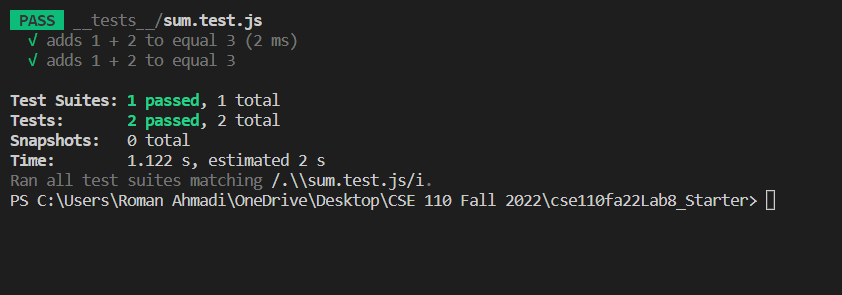 PASS __tests__/sum.test.js
√ adds 1 + 2 to equal 3 (2 ms)
√ adds 1 + 2 to equal 3
Test Suites: 1 passed, 1 total
Tests: 2 passed, 2 total
Snapshots: 0 total
Time: 1.122 s, estimated 2 s
Ran all test suites matching /.\\sum.test.js/i.
PS C:\Users\Roman Ahmadi\OneDrive\Desktop\CSE 110 Fall 2022\cse110fa22Lab8_Starter>